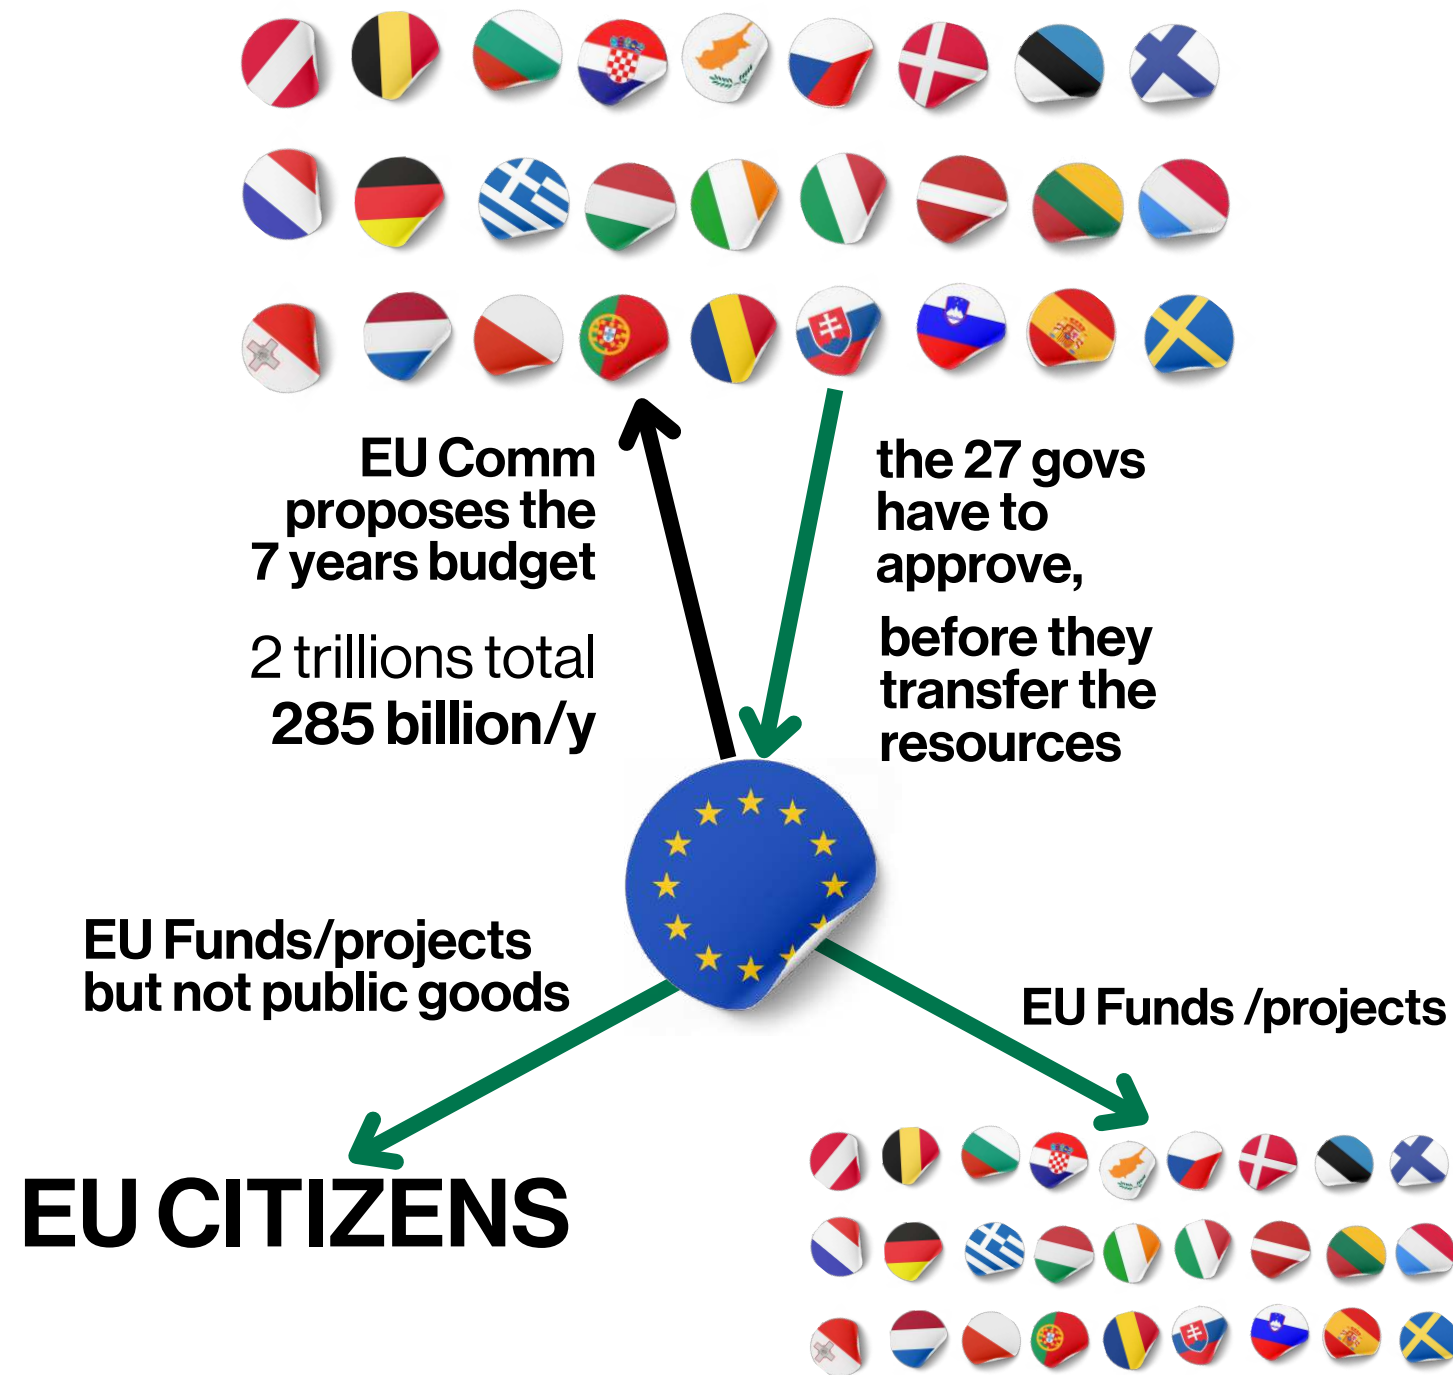 EU Comm
proposes the
7 years budget
2 trillions total
285 billion/y
the 27 govs
have to
approve,
before they
transfer the
resources
EU Funds/projects
but not public goods
EU Funds /projects
EU CITIZENS